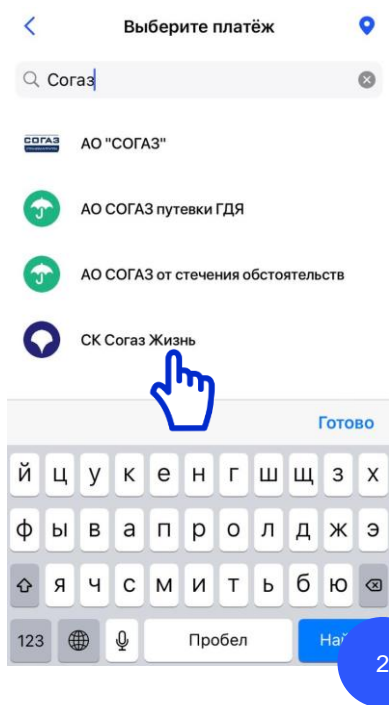 Выберите платёж
Согаз
СОГАЗ
АО "СОГАЗ"
АО СОГАЗ путевки ГДЯ
АО СОГАЗ от стечения обстоятельств
СК Согаз Жизнь
Готово
й ц у к е н г ш щ з х
ф ы в а п р о л д ж э
я ч с м и т ь б ю
123 Пробел Най
2